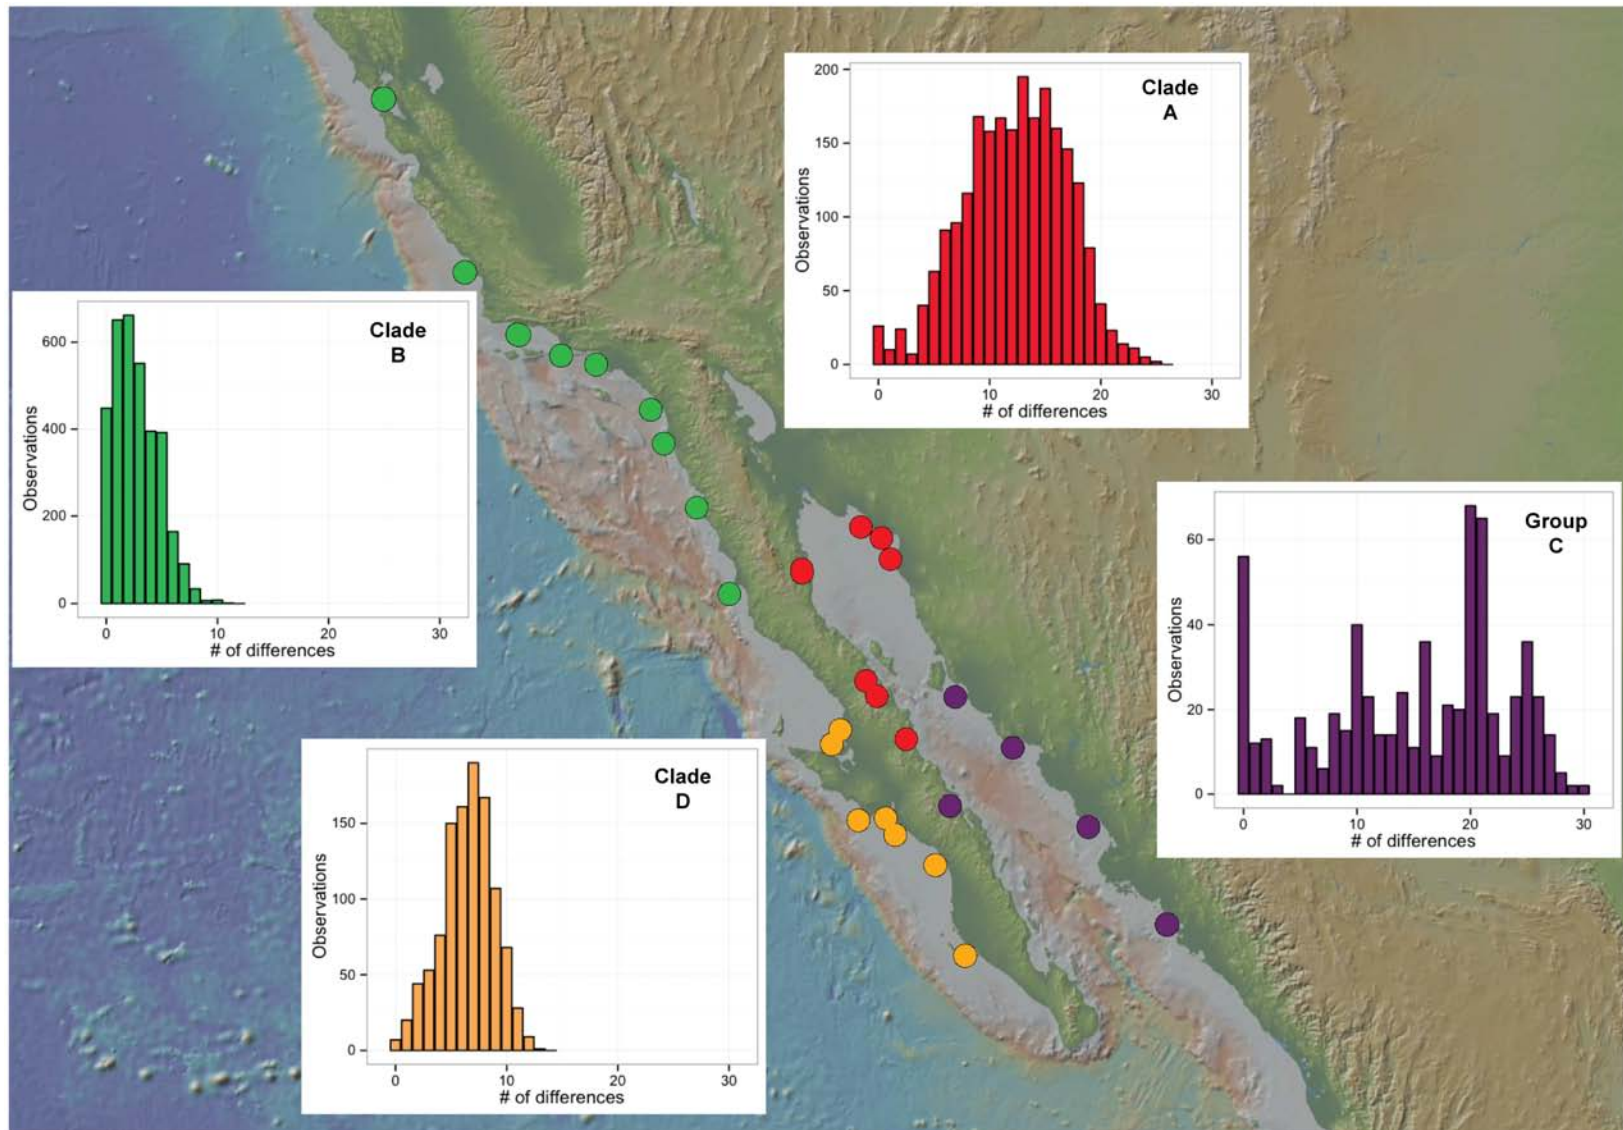 Clade
A
200
150
100
50
0
Observations
0 10 20 30
# of differences
Clade
B
600
400
200
0
Observations
0 10 20 30
# of differences
Group
C
60
40
20
0
Observations
0 10 20 30
# of differences
Clade
D
150
100
50
0
Observations
0 10 20 30
# of differences